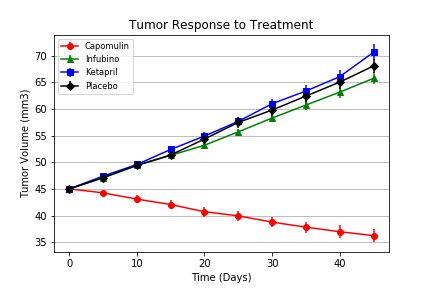 Tumor Response to Treatment
Capomulin
Infubino
Ketapril
Placebo
Tumor Volume (mm3)
70
65
60
55
50
45
40
35
0
10
20
30
40
Time (Days)